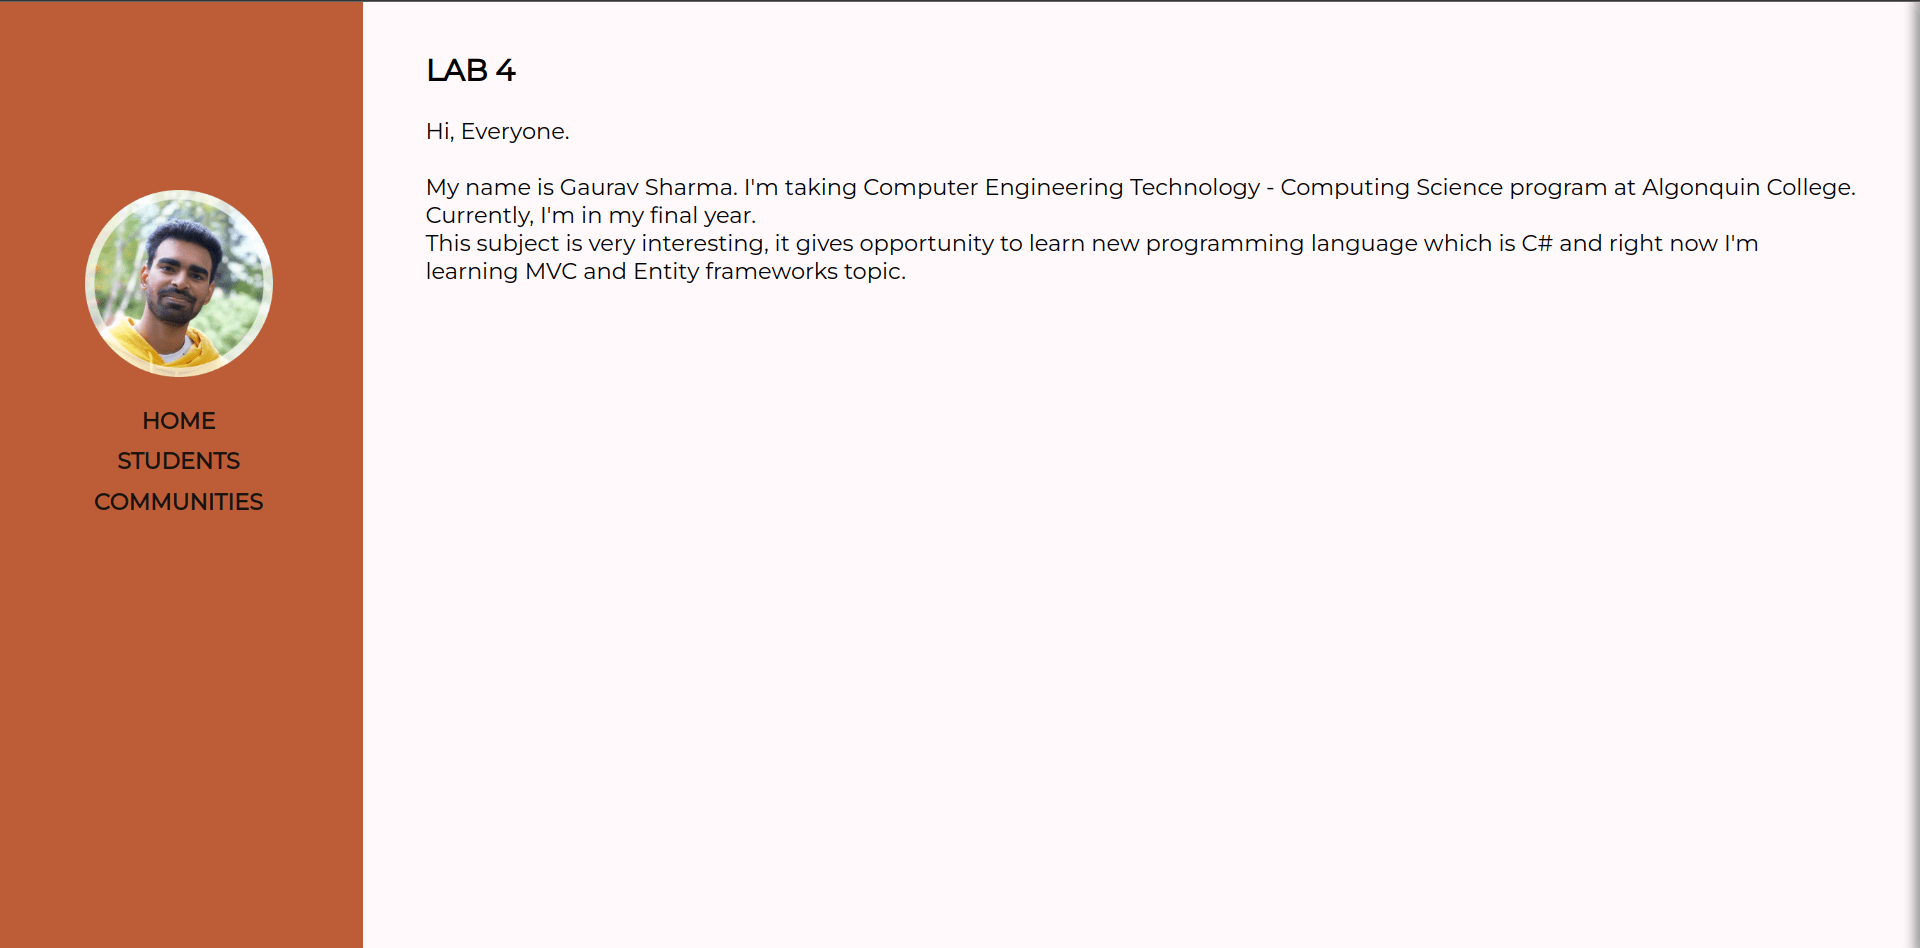 HOME
STUDENTS
COMMUNITIES
LAB 4
Hi, Everyone.
My name is Gaurav Sharma. I'm taking Computer Engineering Technology - Computing Science program at Algonquin College.
Currently, I'm in my final year.
This subject is very interesting, it gives opportunity to learn new programming language which is C# and right now I'm
learning MVC and Entity frameworks topic.